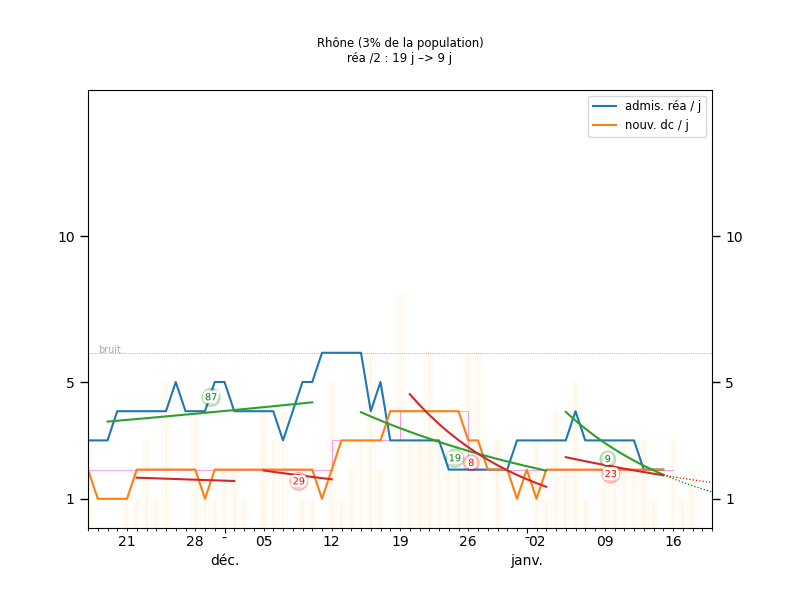 Rhône (3% de la population)
réa /2 : 19 j –> 9 j
admis. réa / j
nouv. dc / j
10 10
bruit
5 5
87
19 8 9
29 23
1 1
21 28 - 05 12 19 26 - 02 09 16
déc. janv.